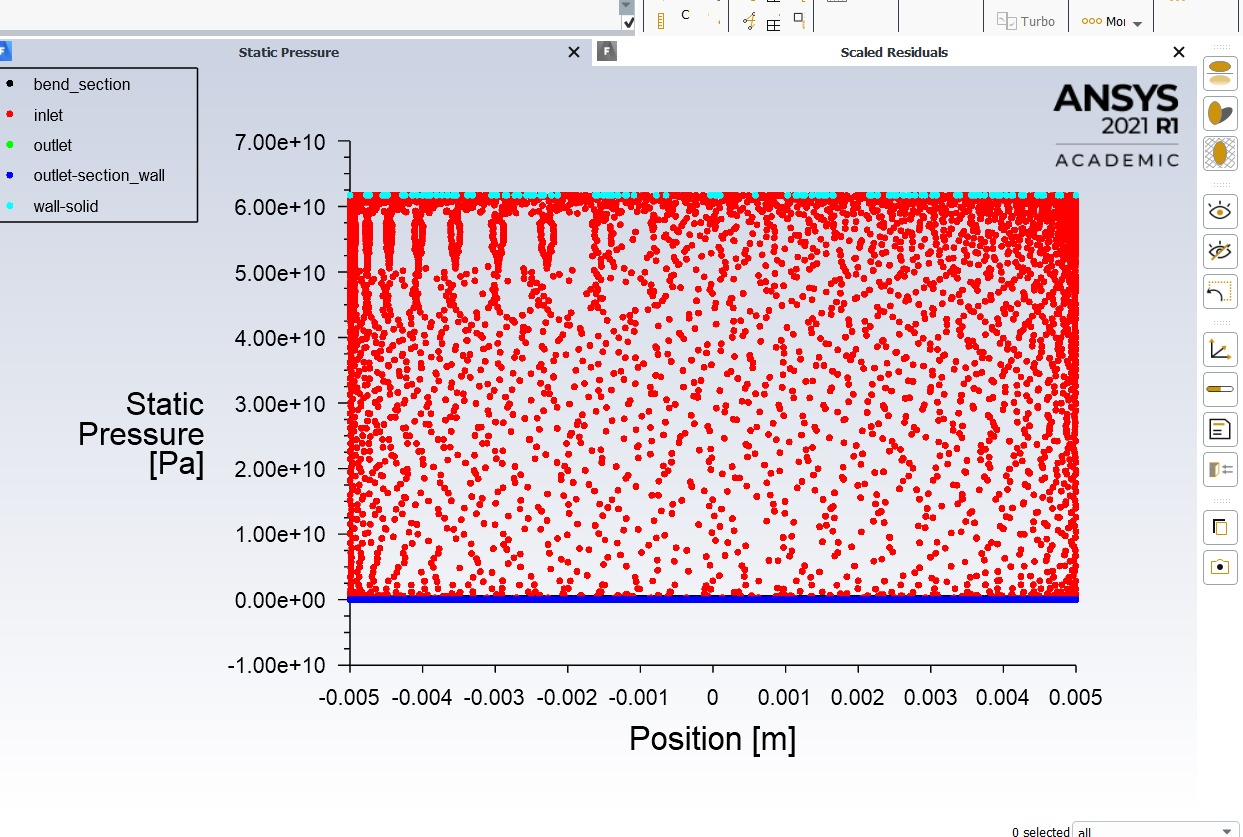 C
Turbo
Mor
Static Pressure
Scaled Residuals
bend_section
inlet
outlet
outlet-section_wall
wall-solid
ANSYS
2021 R1
ACADEMIC
7.00e+10
6.00e+10
5.00e+10
4.00e+10
3.00e+10
2.00e+10
1.00e+10
0.00e+00
-1.00e+10
Static
Pressure
[Pa]
-0.005 -0.004 -0.003 -0.002 -0.001 0 0.001 0.002 0.003 0.004 0.005
Position [m]
0 selected all